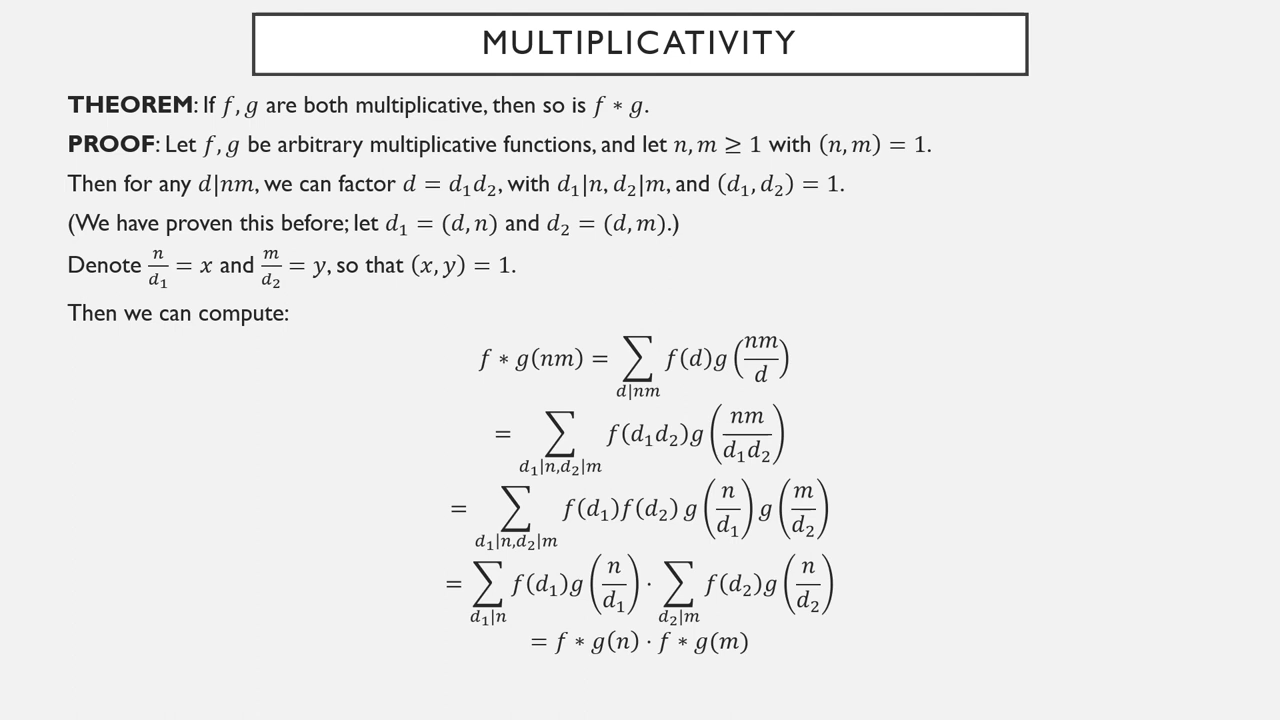 MULTIPLICATIVITY
THEOREM: If f, g are both multiplicative, then so is f ∗ g.
PROOF: Let f, g be arbitrary multiplicative functions, and let n, m ≥ 1 with (n, m) = 1.
Then for any d|nm, we can factor d = d₁d₂, with d₁|n, d₂|m, and (d₁, d₂) = 1.
(We have proven this before; let d₁ = (d, n) and d₂ = (d, m).)
Denote n/d₁ = x and m/d₂ = y, so that (x, y) = 1.
Then we can compute:
f ∗ g(nm) = ∑_{d|nm} f(d)g(nm/d)
= ∑_{d₁|n,d₂|m} f(d₁d₂)g(nm/d₁d₂)
= ∑_{d₁|n,d₂|m} f(d₁)f(d₂) g(n/d₁) g(m/d₂)
= ∑_{d₁|n} f(d₁)g(n/d₁) · ∑_{d₂|m} f(d₂)g(n/d₂)
= f ∗ g(n) · f ∗ g(m)